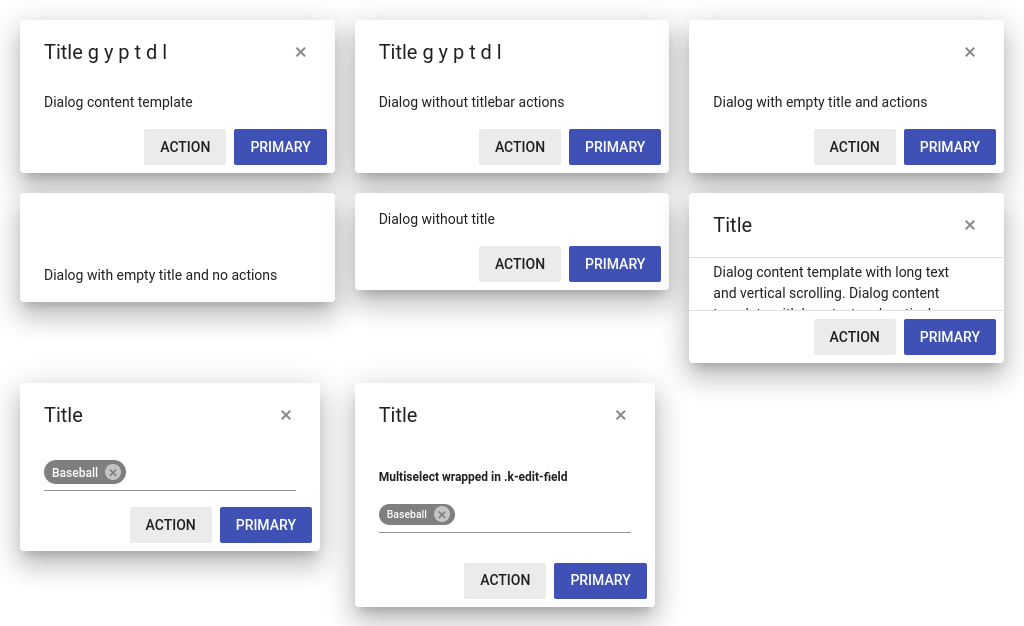 Title g y p t d l
Dialog content template
ACTION PRIMARY
Title g y p t d l
Dialog without titlebar actions
ACTION PRIMARY
Dialog with empty title and actions
ACTION PRIMARY
Dialog with empty title and no actions
Dialog without title
ACTION PRIMARY
Title
Dialog content template with long text
and vertical scrolling. Dialog content
ACTION PRIMARY
Title
Baseball
ACTION PRIMARY
Title
Multiselect wrapped in .k-edit-field
Baseball
ACTION PRIMARY